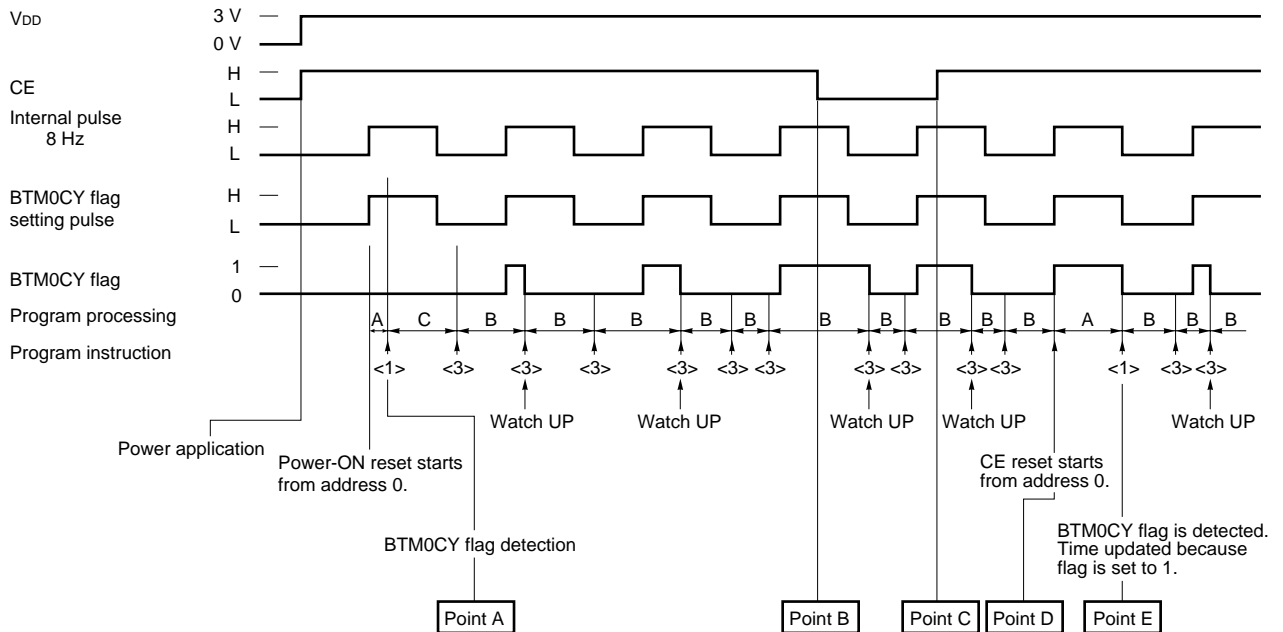 VDD
3 V
0 V
CE
H
L
Internal pulse
8 Hz
H
L
BTM0CY flag
setting pulse
H
L
BTM0CY flag
1
0
Program processing
A C B B B B B B B B B B A B B B
Program instruction
<1> <3> <3> <3> <3> <3> <3> <3> <3> <3> <3> <1> <3> <3>
Watch UP Watch UP Watch UP Watch UP Watch UP
Power application
Power-ON reset starts
from address 0.
CE reset starts
from address 0.
BTM0CY flag detection
BTM0CY flag is detected.
Time updated because
flag is set to 1.
Point A Point B Point C Point D Point E